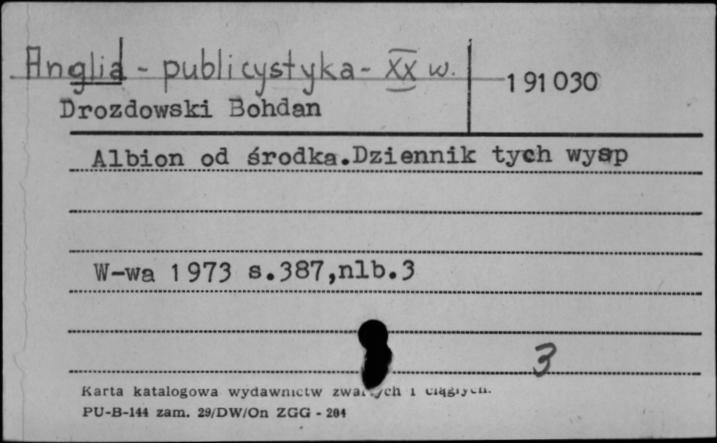 Anglia - publicystyka - XX w.
191030
Drozdowski Bohdan
Albion od środka.Dziennik tych wysp
W-wa 1973 s.387,nlb.3
3
Karta katalogowa wydawnictw i ciągłych.
PU-B-144 zam. 29/DW/On ZGG - 204